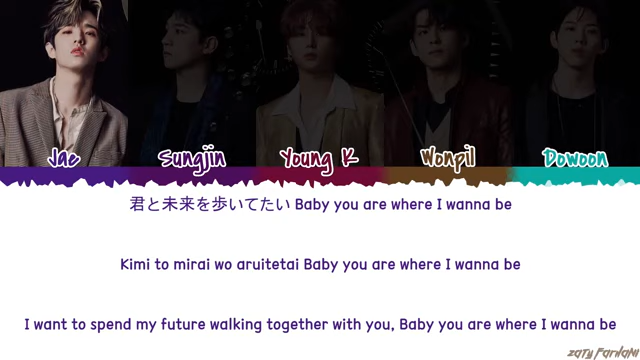 Jae Sungjin Young K Wonpil Dowoon
君と未来を歩いてたい Baby you are where I wanna be
Kimi to mirai wo aruitetai Baby you are where I wanna be
I want to spend my future walking together with you, Baby you are where I wanna be
zaty Farhani